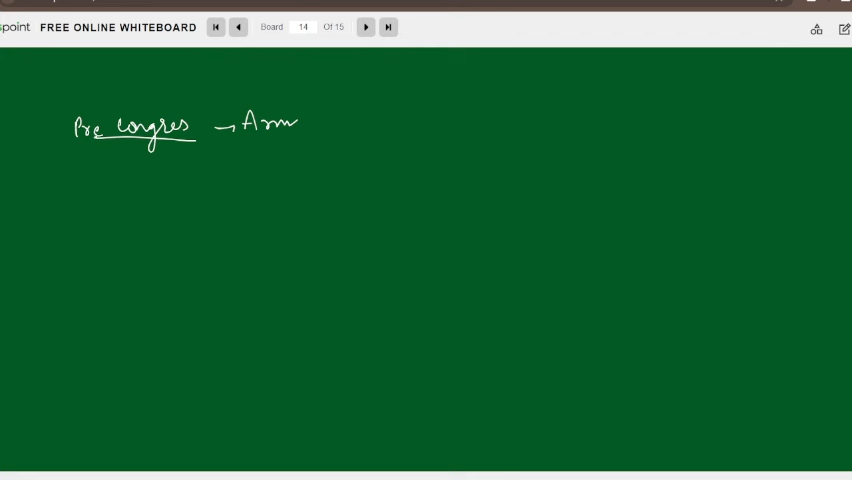 spoint FREE ONLINE WHITEBOARD Board 14 Of 15
Pre Congres → Arm